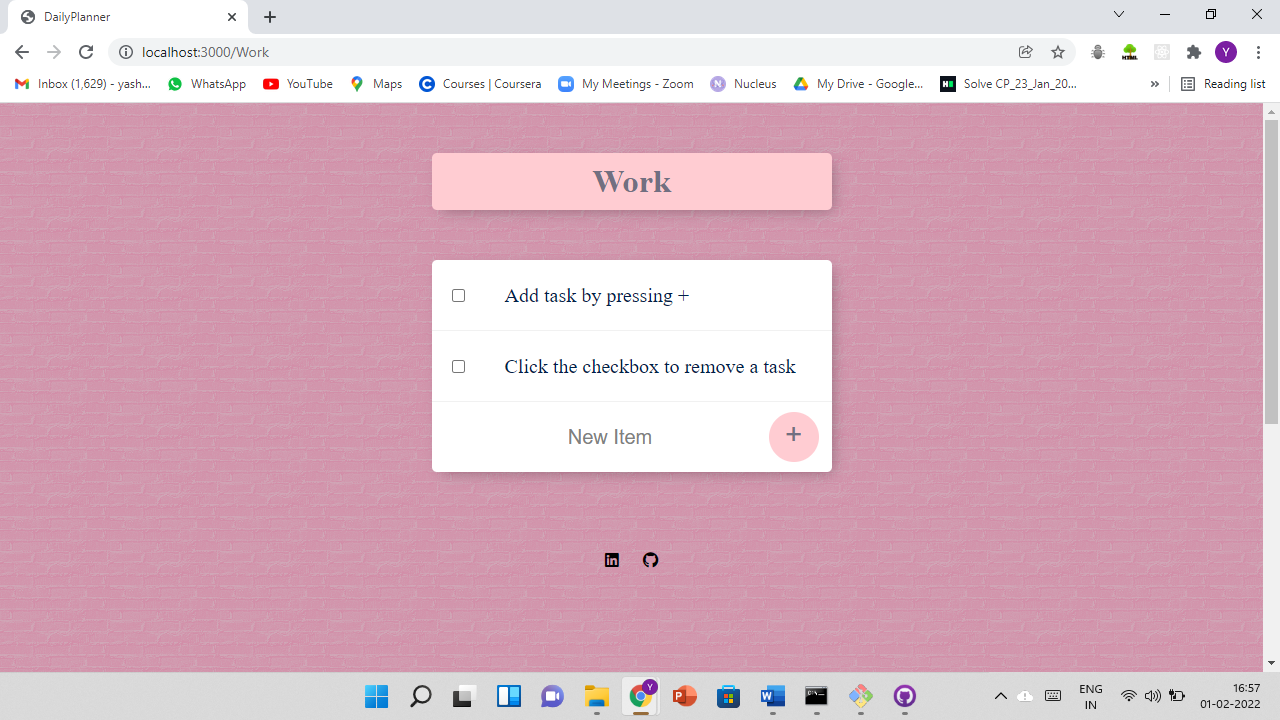 DailyPlanner
localhost:3000/Work
Y
Inbox (1,629) - yash... WhatsApp YouTube Maps Courses | Coursera My Meetings - Zoom N Nucleus My Drive - Google... Solve CP_23_Jan_20... » Reading list
Work
Add task by pressing +
Click the checkbox to remove a task
New Item +
ENG 16:57
IN 01-02-2022